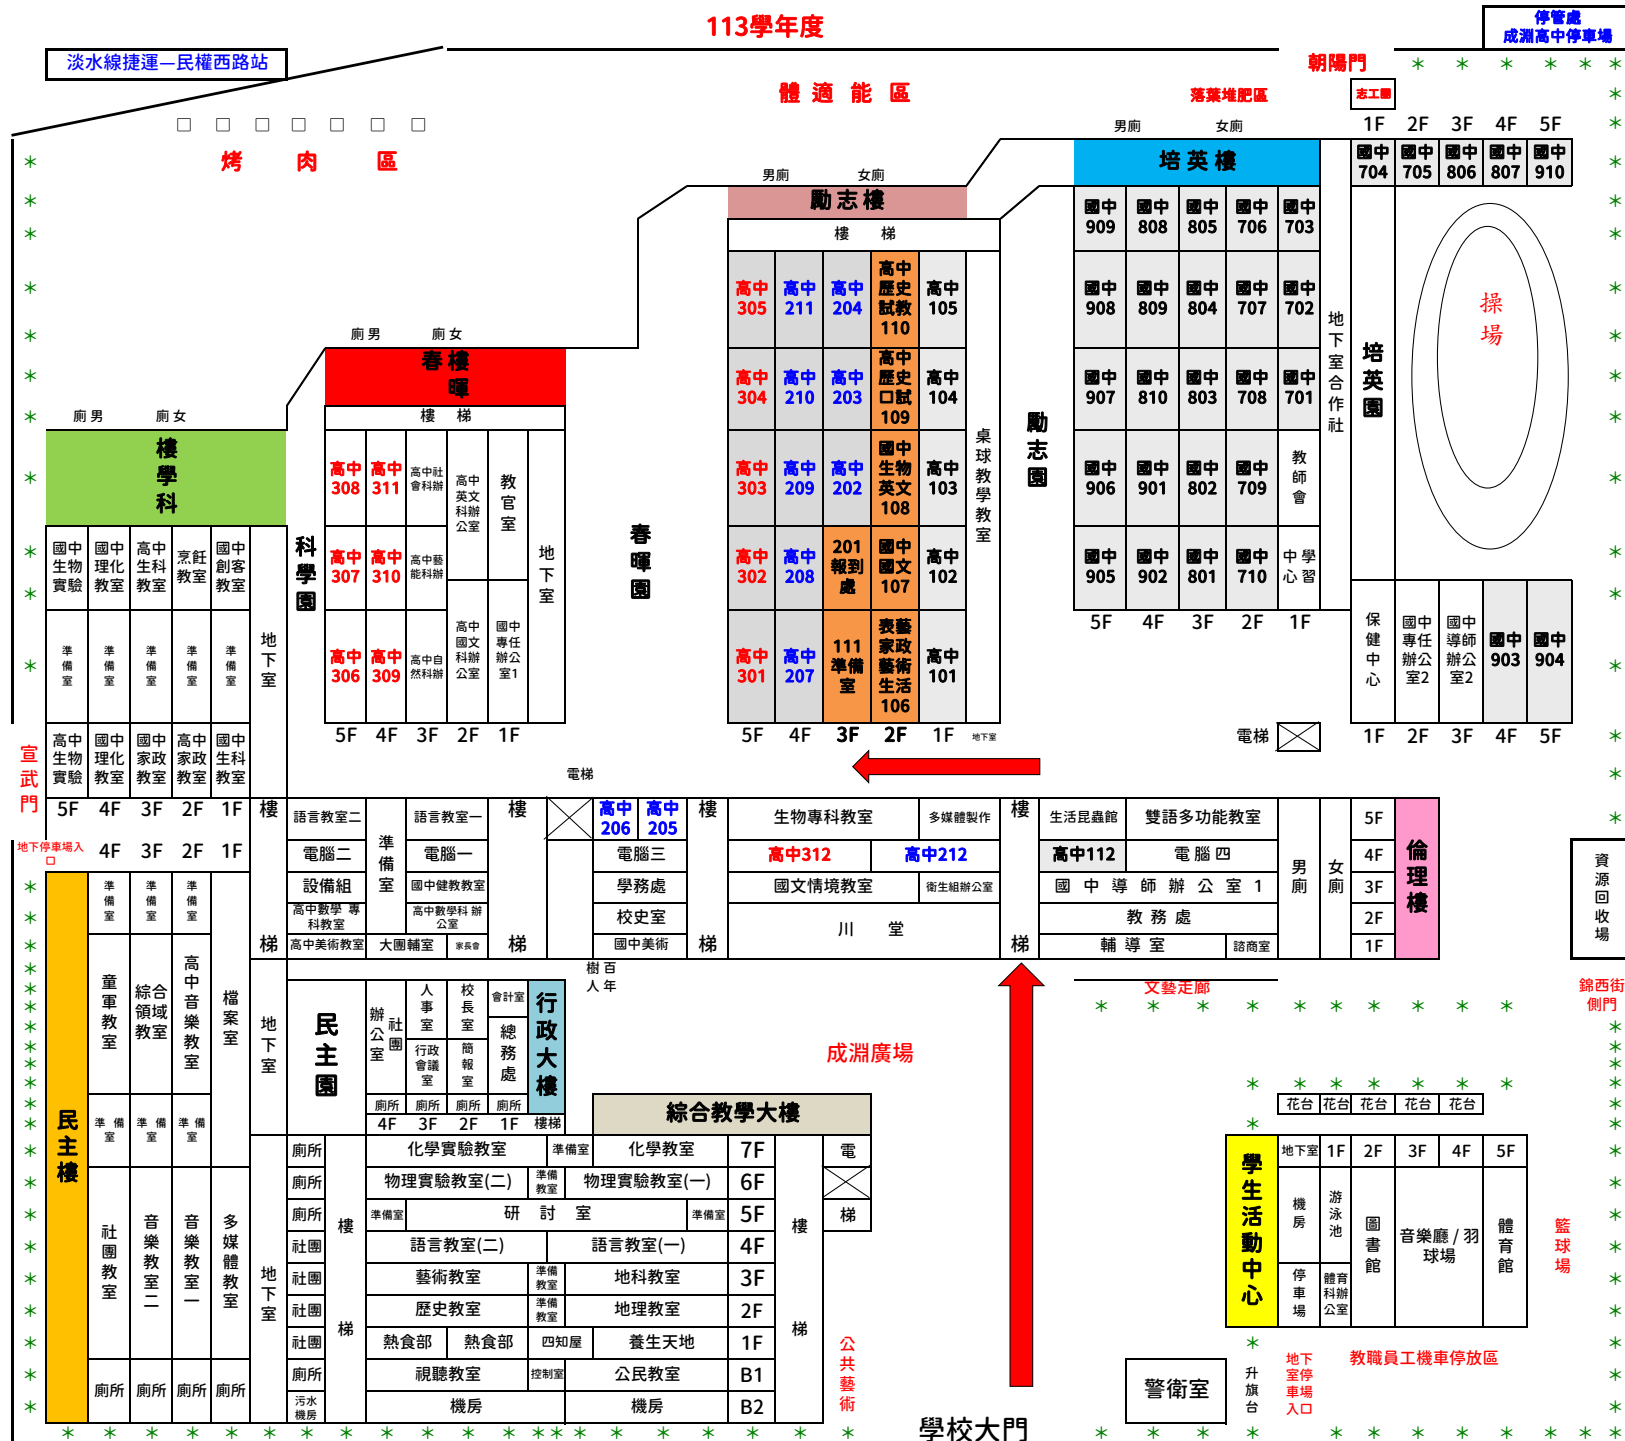 113學年度
停管處
成淵高中停車場
淡水線捷運—民權西路站
朝陽門
體 適 能 區
落葉堆肥區
志工團
男廁 女廁
1F 2F 3F 4F 5F
烤 肉 區
培 英 樓
國中704 國中705 國中806 國中807 國中910
男廁 女廁
勵 志 樓
樓 梯
國中909 國中808 國中805 國中706 國中703
高中305 高中211 高中204 高中歷史試教110 高中105
國中908 國中809 國中804 國中707 國中702
操場
地下室合作社
培英園
廁男 廁女
春樓暉
樓 梯
高中304 高中210 高中203 高中歷史口試109 高中104
國中907 國中810 國中803 國中708 國中701
廁男 廁女
樓學科
高中308 高中311 高中社會科辦 高中英文科辦公室 教官室
高中303 高中209 高中202 國中生物英文108 高中103
桌球教學教室
勵志園
國中906 國中901 國中802 國中709 教師會
國中生物實驗 國中理化教室 高中生科教室 烹飪教室 國中創客教室
地下室
科學園
高中307 高中310 高中藝能科辦
地下室
春暉園
高中302 高中208 201報到處 國中國文107 高中102
國中905 國中902 國中801 國中710 中學心習
5F 4F 3F 2F 1F
準備室 準備室 準備室 準備室 準備室
高中306 高中309 高中自然科辦 高中國文科辦公室 國中專任辦公室1
高中301 高中207 111準備室 表藝家政藝術生活106 高中101
保健中心 國中專任辦公室2 國中導師辦公室2 國中903 國中904
5F 4F 3F 2F 1F
5F 4F 3F 2F 1F 地下室
電梯
1F 2F 3F 4F 5F
宣武門
高中生物實驗 國中理化教室 國中家政教室 高中家政教室 國中生科教室
電梯
5F 4F 3F 2F 1F
樓 梯
語言教室二 準備室 語言教室一
樓 梯
高中206 高中205
樓 梯
生物專科教室 多媒體製作
樓 梯
生活昆蟲館 雙語多功能教室
男廁 女廁
5F
倫理樓
地下停車場入口
4F 3F 2F 1F
電腦二 電腦一 電腦三 高中312 高中212 高中112 電腦四 4F
設備組 國中健教教室 學務處 國文情境教室 衛生組辦公室 國中導師辦公室1 3F
高中數學 專科教室 高中數學科 辦公室 校史室 川 堂 教務處 2F
高中美術教室 大團輔室 家長會 國中美術 輔導室 諮商室 1F
資源回收場
準備室 準備室 準備室
民主樓
童軍教室 綜合領域教室 高中音樂教室 檔案室
地下室
民主園
辦公室 社團
人事室 校長室 會計室
行政會議室 簡報室 總務處
行政大樓
廁所 廁所 廁所 廁所
4F 3F 2F 1F 樓梯
樹百
人年
文藝走廊
錦西街
側門
成淵廣場
綜合教學大樓
花台 花台 花台 花台 花台
準備室 準備室 準備室
社團教室 音樂教室二 音樂教室一 多媒體教室
廁所 廁所 廁所 廁所
地下室
樓 梯
廁所 化學實驗教室 準備室 化學教室 7F
廁所 物理實驗教室(二) 準備教室 物理實驗教室(一) 6F
廁所 準備室 研 討 室 準備室 5F
社團 語言教室(二) 語言教室(一) 4F
社團 藝術教室 準備教室 地科教室 3F
社團 歷史教室 準備教室 地理教室 2F
社團 熱食部 熱食部 四知屋 養生天地 1F
廁所 視聽教室 控制室 公民教室 B1
污水機房 機房 機房 B2
樓 梯
電 梯
公共藝術
學生活動中心
地下室 1F 2F 3F 4F 5F
機房 游泳池 圖書館 音樂廳 / 羽球場 體育館
停車場 體育科辦公室
籃球場
教職員工機車停放區
地下室停車場入口
升旗台
警衛室
學校大門